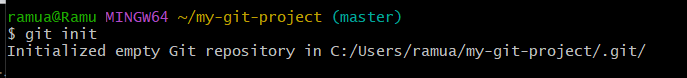 ramua@Ramu MINGW64 ~/my-git-project (master)
$ git init
Initialized empty Git repository in C:/Users/ramua/my-git-project/.git/